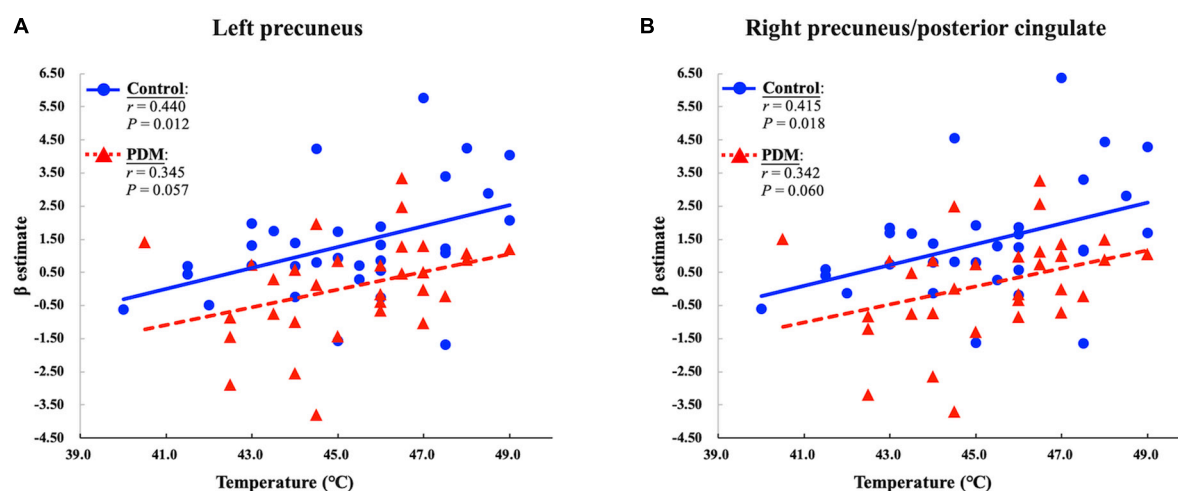 A
Left precuneus
6.50
5.50
4.50
3.50
2.50
1.50
0.50
-0.50
-1.50
-2.50
-3.50
-4.50
β estimate
Control:
r = 0.440
P = 0.012
PDM:
r = 0.345
P = 0.057
39.0 41.0 43.0 45.0 47.0 49.0
Temperature (°C)
B
Right precuneus/posterior cingulate
6.50
5.50
4.50
3.50
2.50
1.50
0.50
-0.50
-1.50
-2.50
-3.50
-4.50
β estimate
Control:
r = 0.415
P = 0.018
PDM:
r = 0.342
P = 0.060
39.0 41.0 43.0 45.0 47.0 49.0
Temperature (°C)